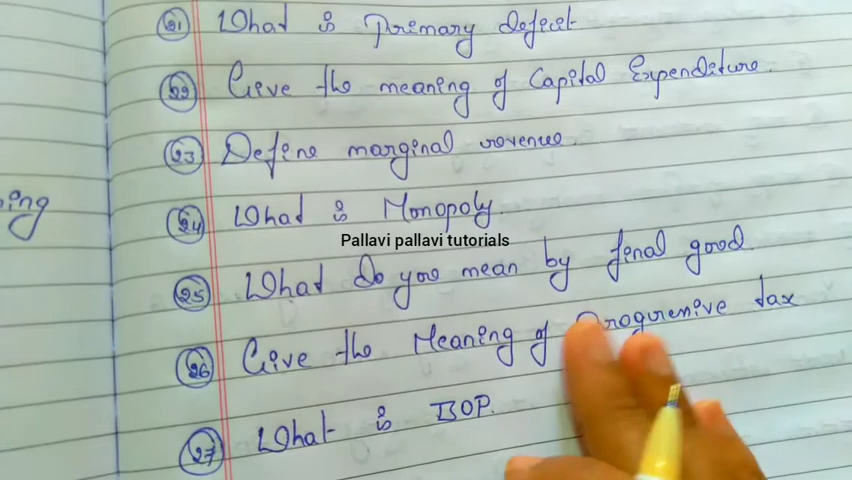 21 What is Primary deficit
22 Give the meaning of Capital Expenditure.
23 Define marginal revenue.
ing
24 What is Monopoly.
Pallavi pallavi tutorials
25 What do you mean by final good.
26 Give the Meaning of Progressive tax
27 What is BOP.